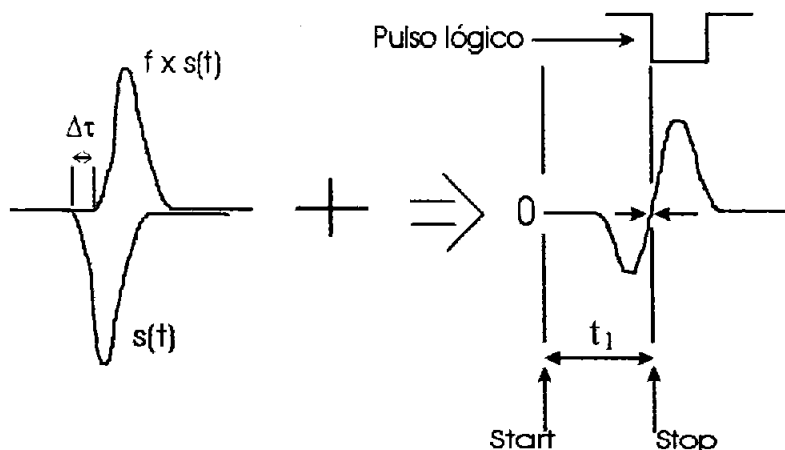 Pulso lógico
f x s(t)
Δτ
0
s(t)
t₁
Start
Stop